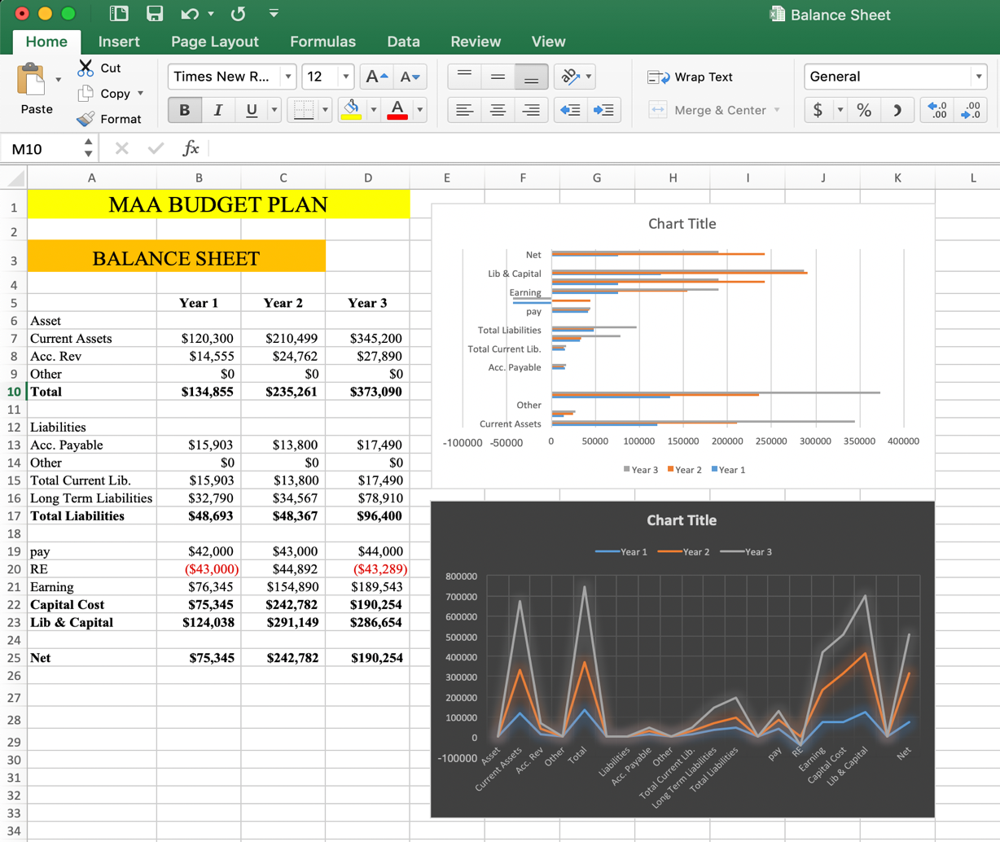 Balance Sheet
Home Insert Page Layout Formulas Data Review View
Cut
Copy
Format
Paste
Times New R... 12 A A
B I U A
Wrap Text
Merge & Center
General
$ % ) .0 .00 .00 .0
M10 fx
A B C D E F G H I J K L
1 MAA BUDGET PLAN
2
3 BALANCE SHEET
4
5 Year 1 Year 2 Year 3
6 Asset
7 Current Assets $120,300 $210,499 $345,200
8 Acc. Rev $14,555 $24,762 $27,890
9 Other $0 $0 $0
10 Total $134,855 $235,261 $373,090
11
12 Liabilities
13 Acc. Payable $15,903 $13,800 $17,490
14 Other $0 $0 $0
15 Total Current Lib. $15,903 $13,800 $17,490
16 Long Term Liabilities $32,790 $34,567 $78,910
17 Total Liabilities $48,693 $48,367 $96,400
18
19 pay $42,000 $43,000 $44,000
20 RE ($43,000) $44,892 ($43,289)
21 Earning $76,345 $154,890 $189,543
22 Capital Cost $75,345 $242,782 $190,254
23 Lib & Capital $124,038 $291,149 $286,654
24
25 Net $75,345 $242,782 $190,254
26
27
28
29
30
31
32
33
34
Chart Title
Net
Lib & Capital
Earning
pay
Total Liabilities
Total Current Lib.
Acc. Payable
Other
Current Assets
-100000 -50000 0 50000 100000 150000 200000 250000 300000 350000 400000
Year 3 Year 2 Year 1
Chart Title
Year 1 Year 2 Year 3
800000
700000
600000
500000
400000
300000
200000
100000
0
-100000
Asset Current Assets Acc. Rev Other Total Liabilities Acc. Payable Other Total Current Lib. Long Term Liabilities Total Liabilities pay RE Earning Capital Cost Lib & Capital Net